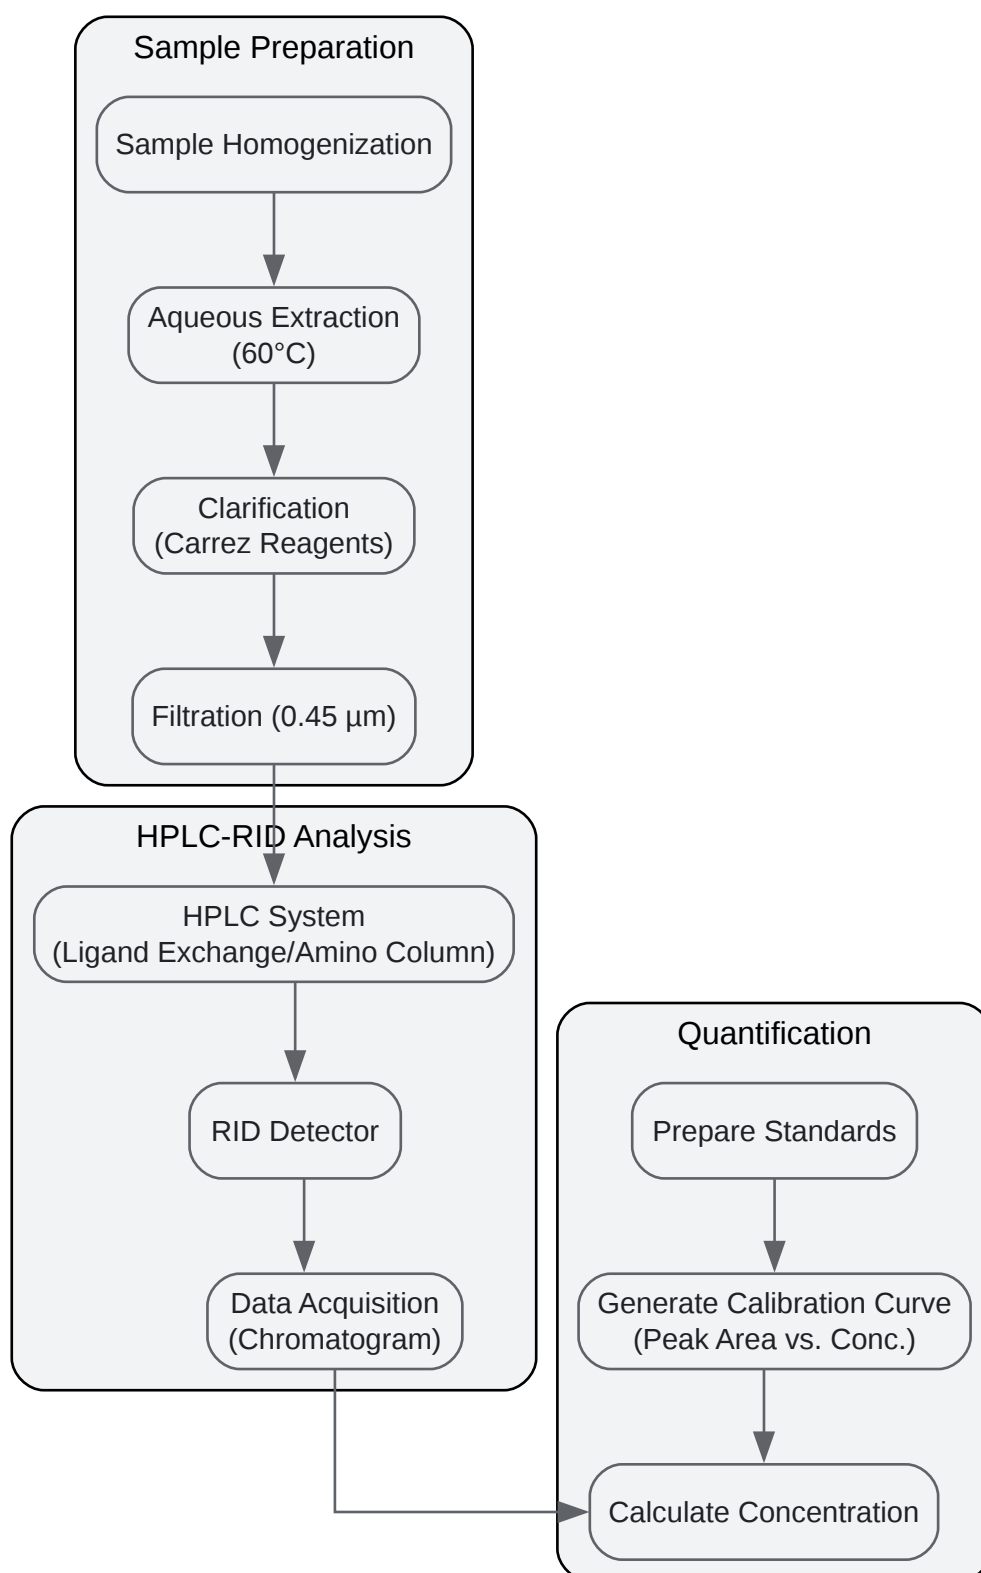 Sample Preparation
Sample Homogenization
Aqueous Extraction
(60°C)
Clarification
(Carrez Reagents)
Filtration (0.45 µm)
HPLC-RID Analysis
HPLC System
(Ligand Exchange/Amino Column)
RID Detector
Data Acquisition
(Chromatogram)
Quantification
Prepare Standards
Generate Calibration Curve
(Peak Area vs. Conc.)
Calculate Concentration